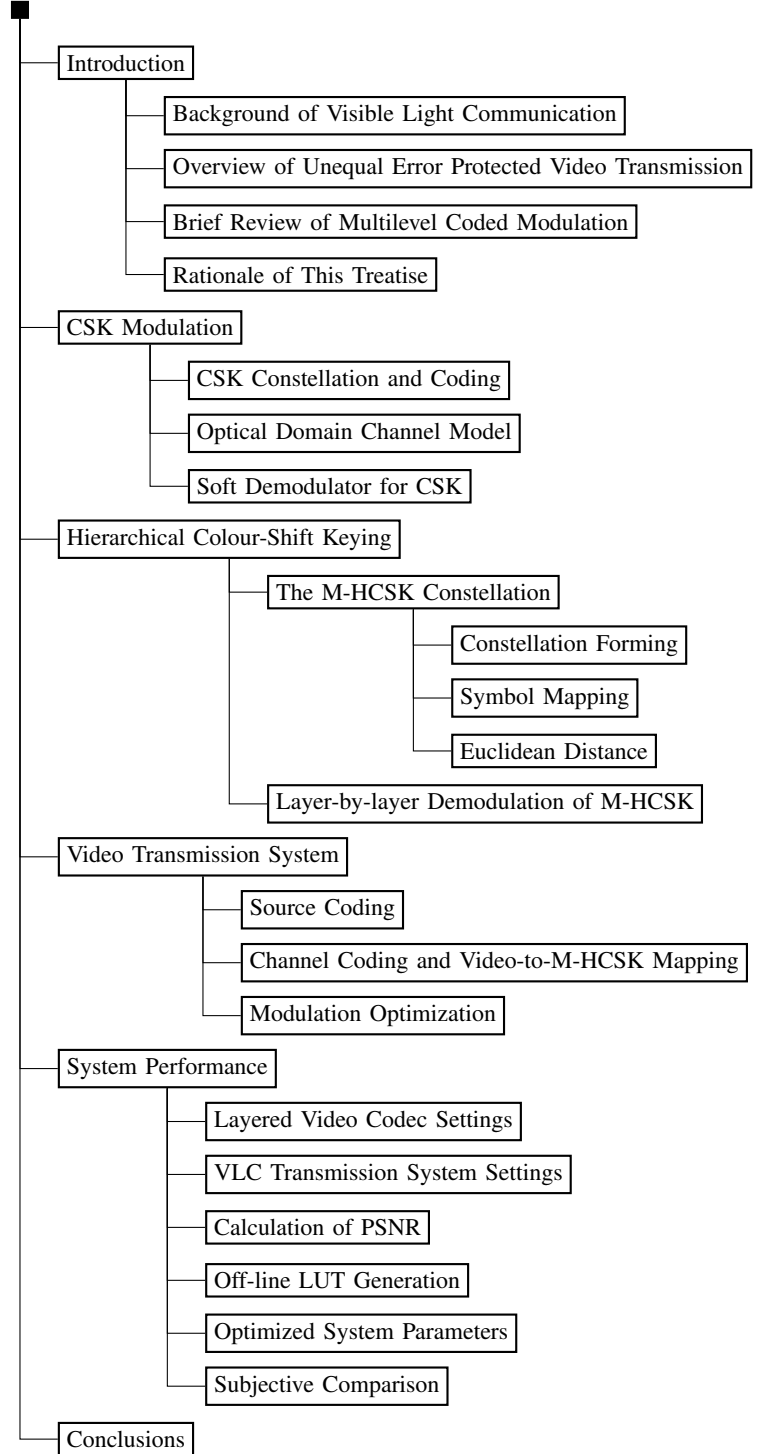 Introduction
Background of Visible Light Communication
Overview of Unequal Error Protected Video Transmission
Brief Review of Multilevel Coded Modulation
Rationale of This Treatise
CSK Modulation
CSK Constellation and Coding
Optical Domain Channel Model
Soft Demodulator for CSK
Hierarchical Colour-Shift Keying
The M-HCSK Constellation
Constellation Forming
Symbol Mapping
Euclidean Distance
Layer-by-layer Demodulation of M-HCSK
Video Transmission System
Source Coding
Channel Coding and Video-to-M-HCSK Mapping
Modulation Optimization
System Performance
Layered Video Codec Settings
VLC Transmission System Settings
Calculation of PSNR
Off-line LUT Generation
Optimized System Parameters
Subjective Comparison
Conclusions